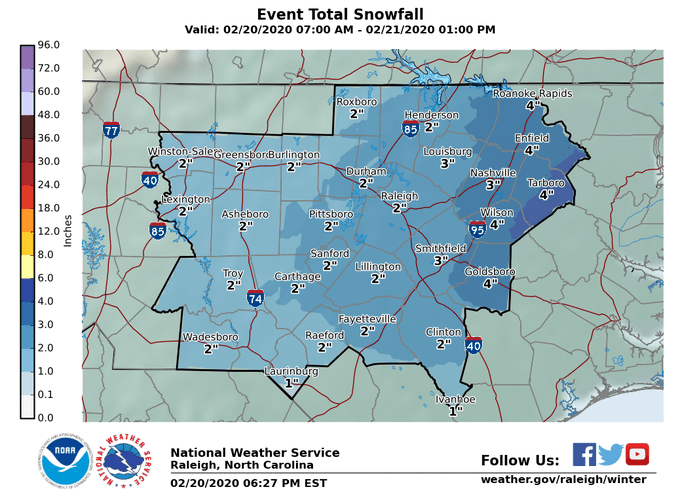 Event Total Snowfall
Valid: 02/20/2020 07:00 AM - 02/21/2020 01:00 PM
96.0
72.0
60.0
48.0
36.0
30.0
24.0
18.0
12.0
8.0
6.0
4.0
3.0
2.0
1.0
0.1
0.0
Inches
Roanoke Rapids
4"
Roxboro
2"
Henderson
2"
77
85
Enfield
4"
Winston-Salem
2"
Greensboro
2"
Burlington
2"
Louisburg
3"
Durham
2"
Nashville
3"
40
Tarboro
4"
Lexington
2"
Raleigh
2"
Asheboro
2"
Pittsboro
2"
Wilson
4"
85
95
Sanford
2"
Smithfield
3"
Lillington
2"
Goldsboro
4"
Troy
2"
Carthage
2"
74
Fayetteville
2"
Wadesboro
2"
Raeford
2"
Clinton
2"
40
Laurinburg
1"
Ivanhoe
1"
NOAA
NATIONAL WEATHER SERVICE
National Weather Service
Raleigh, North Carolina
02/20/2020 06:27 PM EST
Follow Us:
weather.gov/raleigh/winter